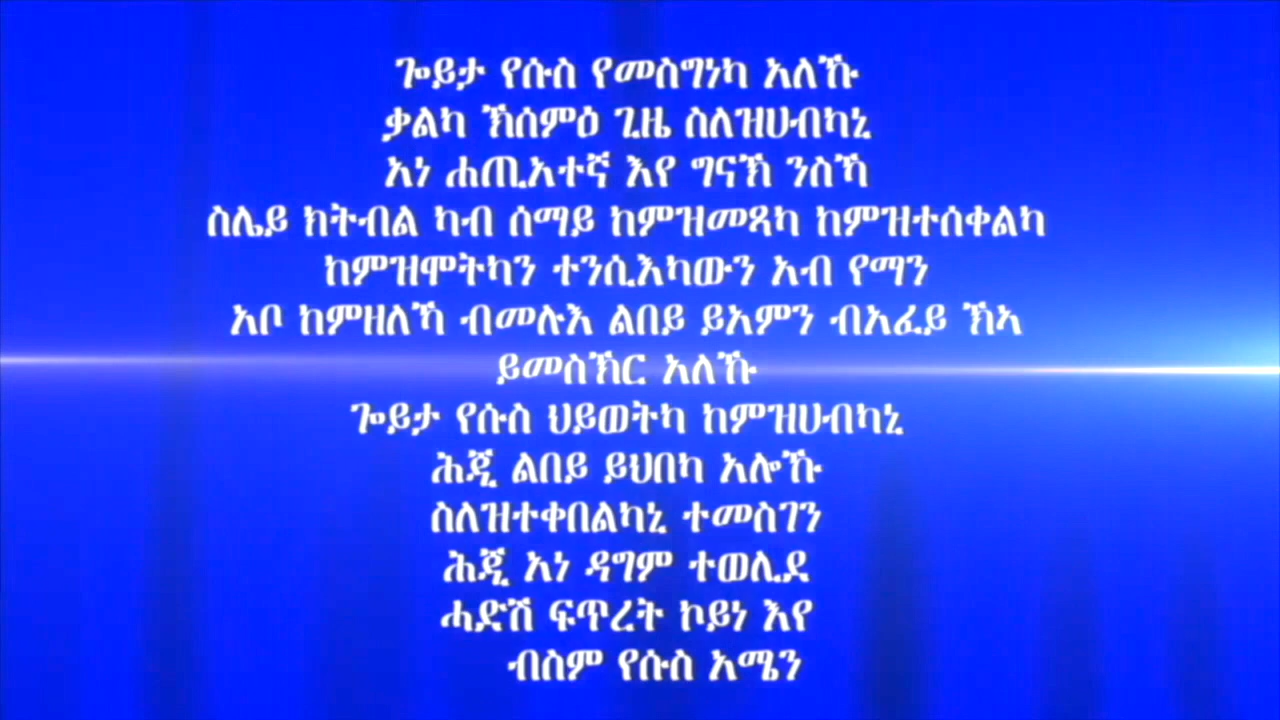 ጐይታ የሱስ የመስግነካ አለኹ
ቃልካ ኽሰምዕ ጊዜ ስለዝሀብካኒ
አነ ሐጢአተኛ እየ ግናኽ ንስኻ
ስሌይ ክትብል ካብ ሰማይ ከምዝመጻካ ከምዝተሰቀልካ
ከምዝሞትካን ተንሲእካውን አብ የማን
አቦ ከምዘለኻ ብመሉእ ልበይ ይአምን ብአፈይ ኽኣ
ይመስኽር አለኹ
ጐይታ የሱስ ህይወትካ ከምዝሀብካኒ
ሕጂ ልበይ ይህበካ አሎኹ
ስለዝተቀበልካኒ ተመስገን
ሕጂ አነ ዳግም ተወሊደ
ሓድሽ ፍጥረት ኮይነ እየ
ብስም የሱስ አሜን